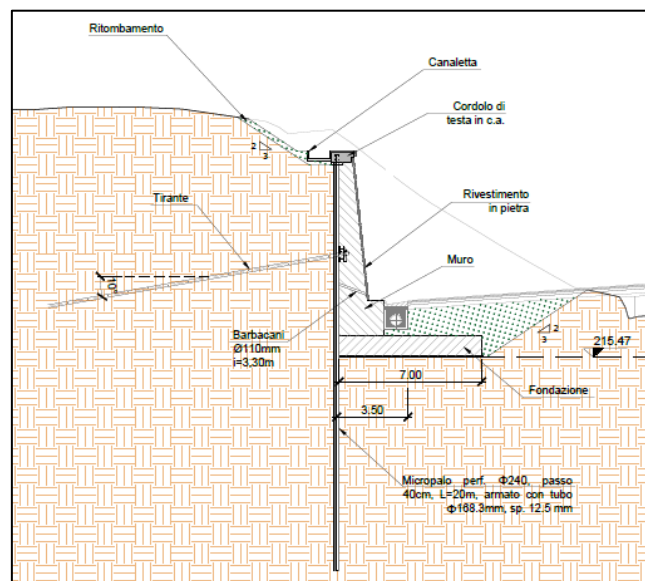 Ritombamento
Canaletta
Cordolo di
testa in c.a.
2
3
Tirante
Rivestimento
in pietra
10°
Muro
Barbacani
Ø110mm
i=3,30m
2
3
215.47
7.00
Fondazione
3.50
Micropalo perf. Φ240, passo
40cm, L=20m, armato con tubo
ϕ168.3mm, sp. 12.5 mm